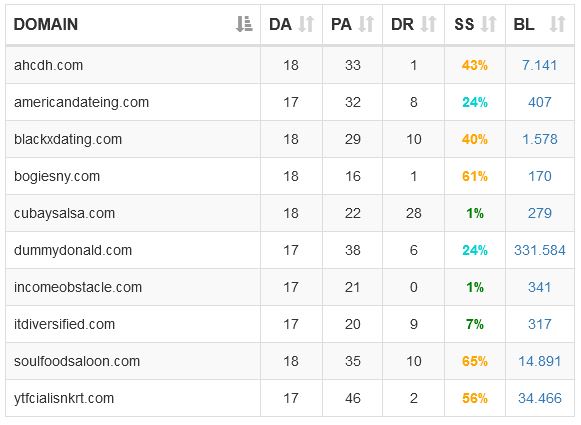 DOMAIN DA PA DR SS BL
ahcdh.com 18 33 1 43% 7.141
americandateing.com 17 32 8 24% 407
blackxdating.com 18 29 10 40% 1.578
bogiesny.com 18 16 1 61% 170
cubaysalsa.com 18 22 28 1% 279
dummydonald.com 17 38 6 24% 331.584
incomeobstacle.com 17 21 0 1% 341
itdiversified.com 17 20 9 7% 317
soulfoodsaloon.com 18 35 10 65% 14.891
ytfcialisnkrt.com 17 46 2 56% 34.466